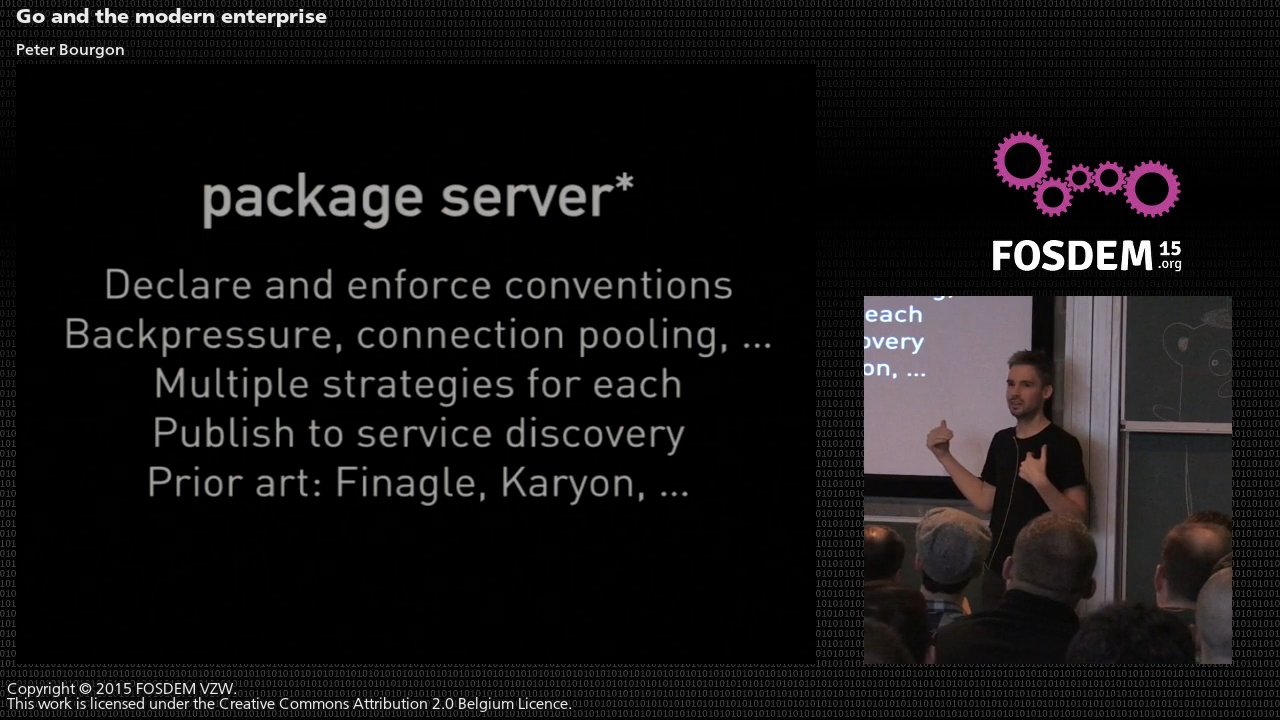 Go and the modern enterprise
Peter Bourgon
package server*
Declare and enforce conventions
Backpressure, connection pooling, ...
Multiple strategies for each
Publish to service discovery
Prior art: Finagle, Karyon, ...
FOSDEM 15
.org
each
overy
on, ...
Copyright © 2015 FOSDEM VZW.
This work is licensed under the Creative Commons Attribution 2.0 Belgium Licence.